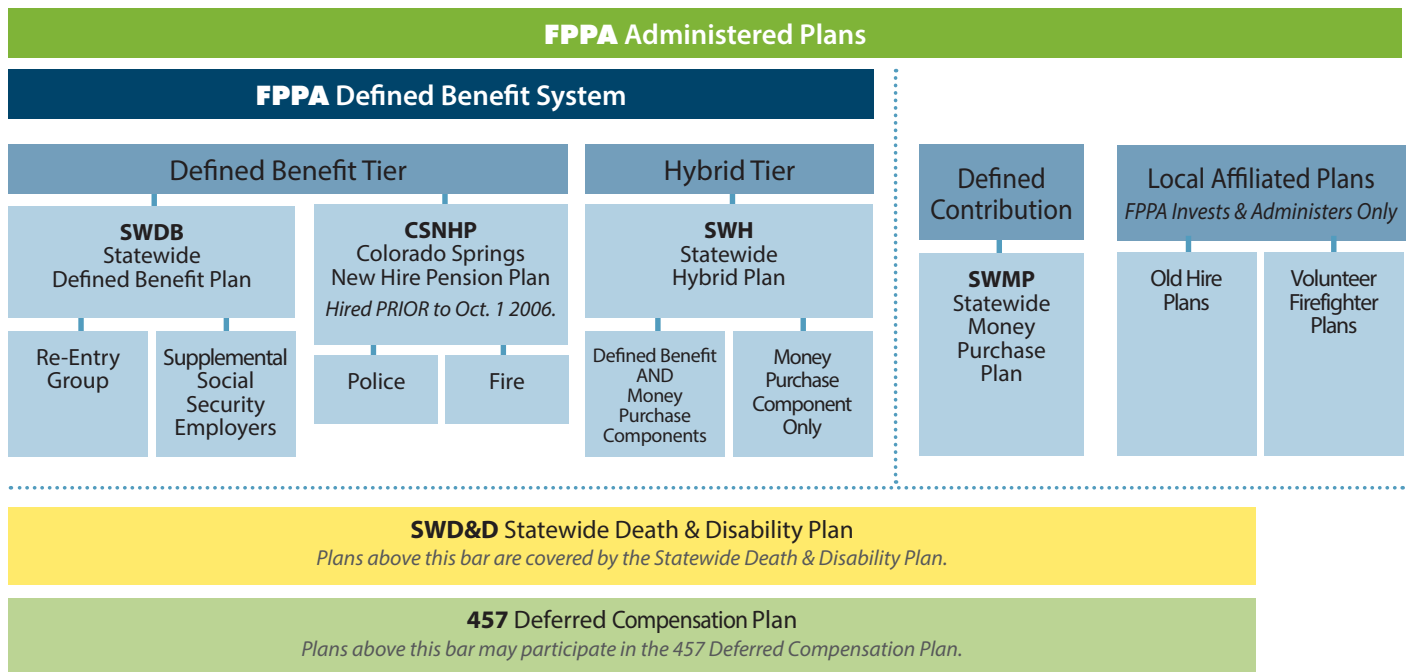 FPPA Administered Plans
FPPA Defined Benefit System
Defined Benefit Tier
SWDB
Statewide
Defined Benefit Plan
Re-Entry
Group
Supplemental
Social
Security
Employers
CSNHP
Colorado Springs
New Hire Pension Plan
Hired PRIOR to Oct. 1 2006.
Police
Fire
Hybrid Tier
SWH
Statewide
Hybrid Plan
Defined Benefit
AND
Money
Purchase
Components
Money
Purchase
Component
Only
Defined
Contribution
SWMP
Statewide
Money
Purchase
Plan
Local Affiliated Plans
FPPA Invests & Administers Only
Old Hire
Plans
Volunteer
Firefighter
Plans
SWD&D Statewide Death & Disability Plan
Plans above this bar are covered by the Statewide Death & Disability Plan.
457 Deferred Compensation Plan
Plans above this bar may participate in the 457 Deferred Compensation Plan.